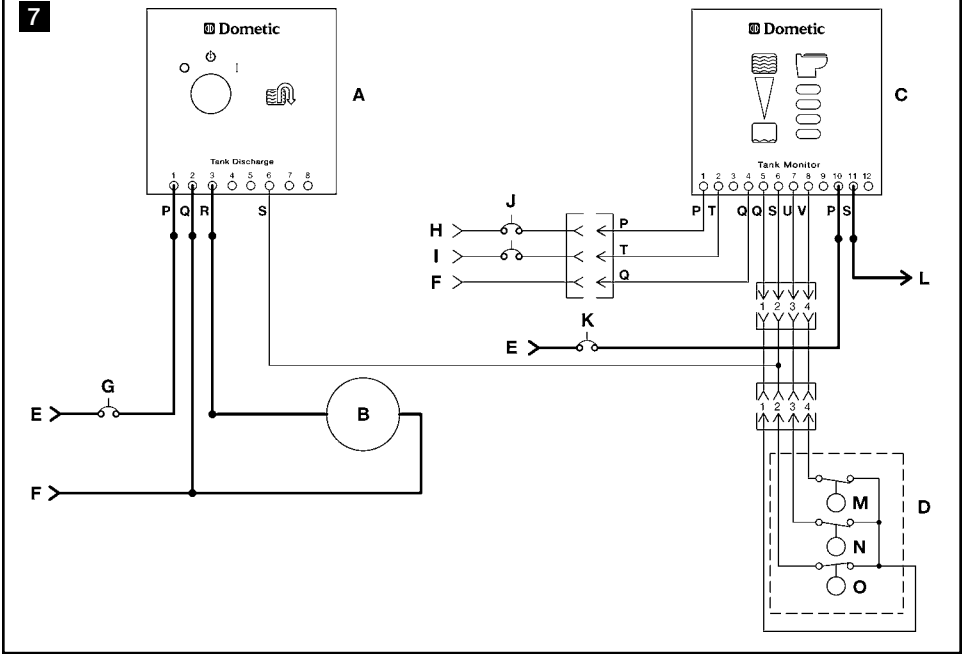 7
Dometic
I
A
Tank Discharge
1 2 3 4 5 6 7 8
P Q R S
Dometic
C
Tank Monitor
1 2 3 4 5 6 7 8 9 10 11 12
P T Q Q S U V P S
J
H P
I T
F Q
L
K
E
1 2 3 4
G
E
B
F
1 2 3 4
M
D
N
O